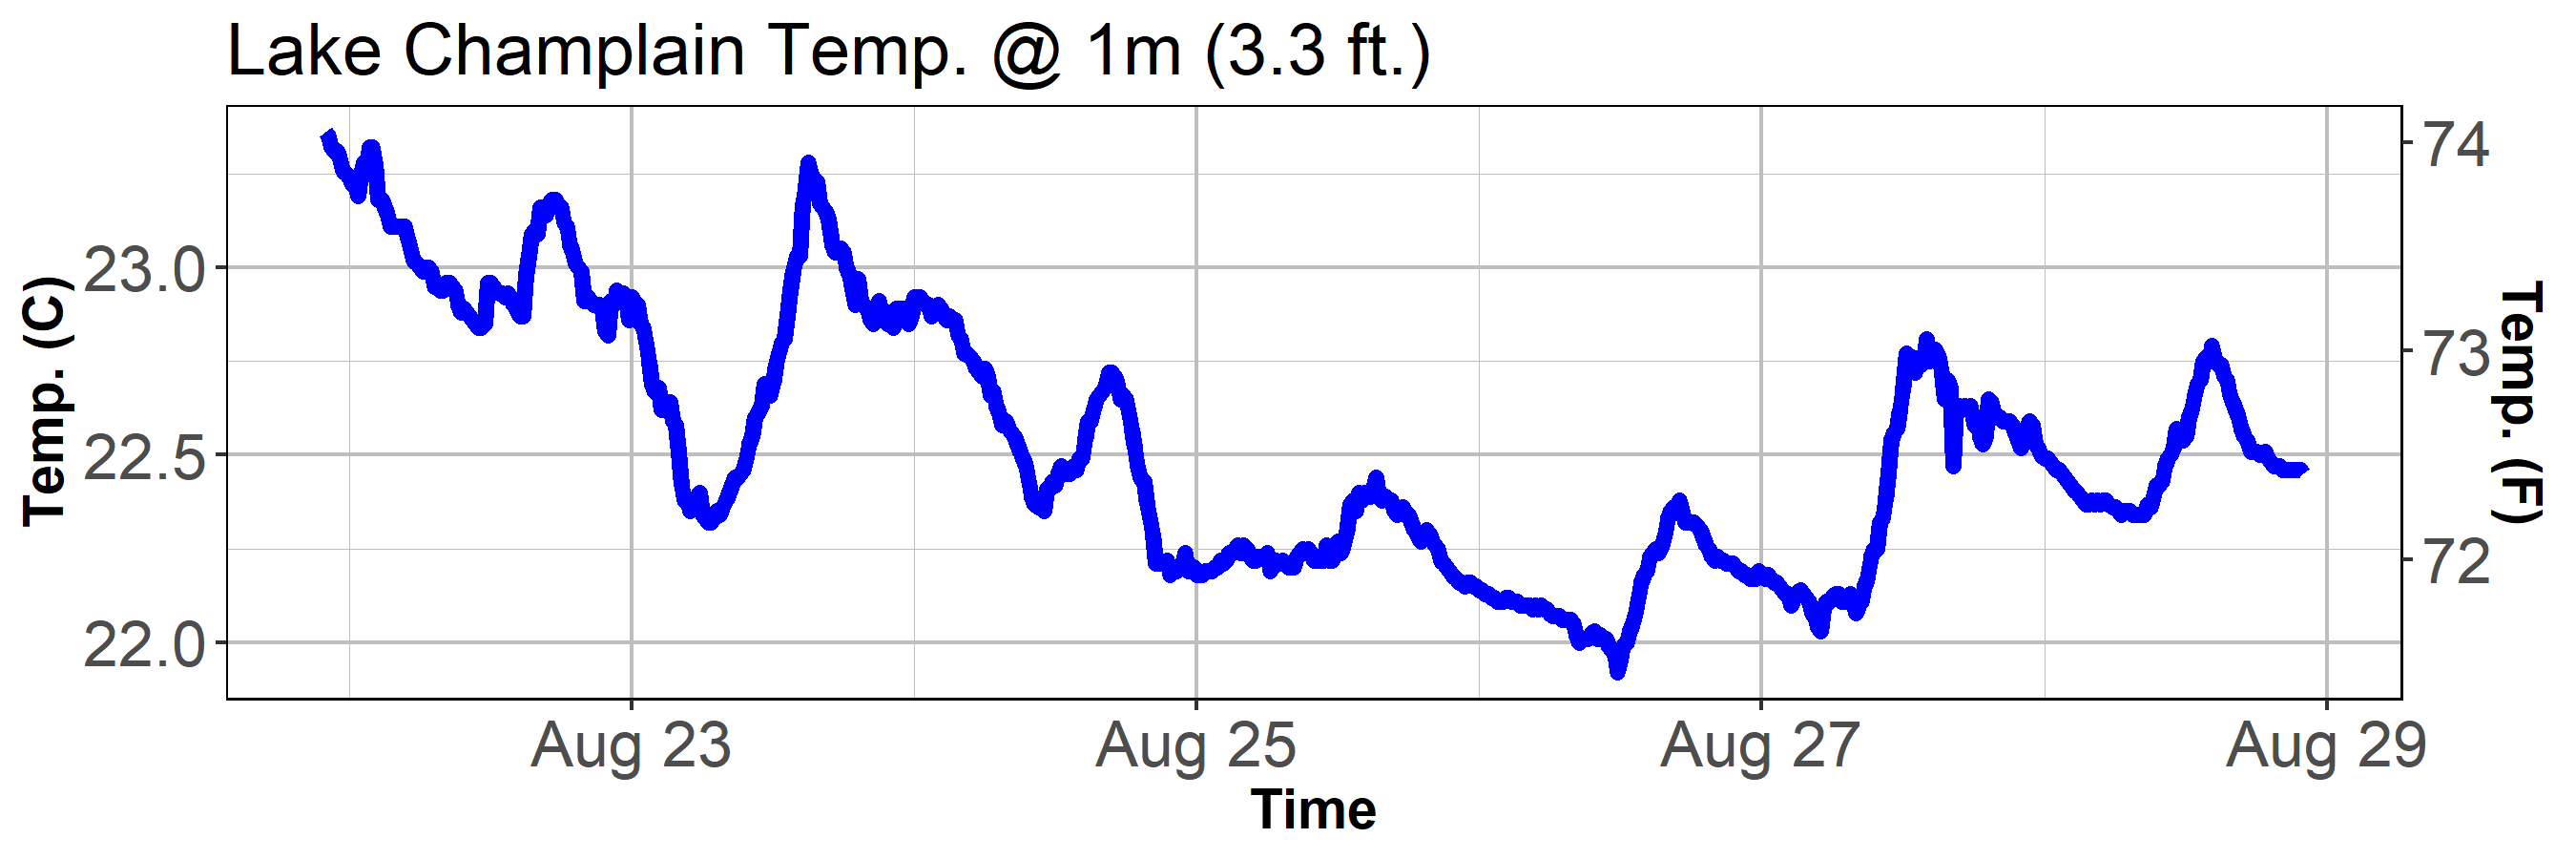 Lake Champlain Temp. @ 1m (3.3 ft.)
Temp. (C)
23.0
22.5
22.0
74
73
72
Temp. (F)
Aug 23 Aug 25 Aug 27 Aug 29
Time